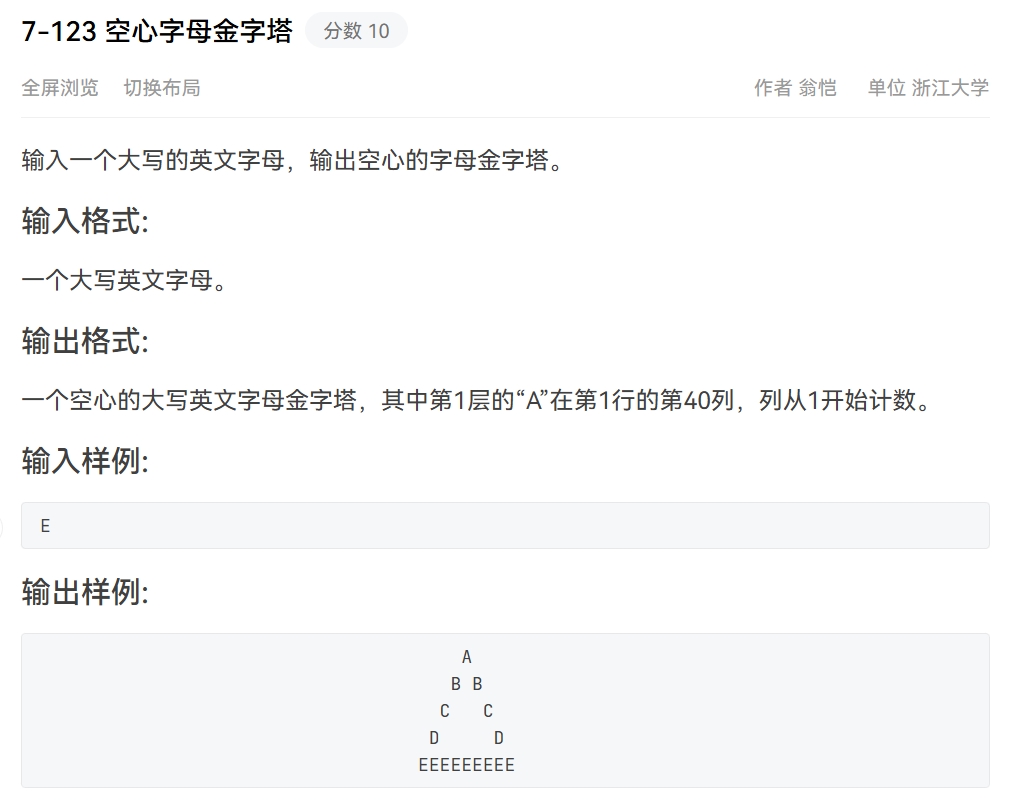 7-123 空心字母金字塔 分数 10
全屏浏览 切换布局 作者 翁恺 单位 浙江大学
输入一个大写的英文字母，输出空心的字母金字塔。
输入格式:
一个大写英文字母。
输出格式:
一个空心的大写英文字母金字塔，其中第1层的“A”在第1行的第40列，列从1开始计数。
输入样例:
E
输出样例:
                                       A
                                      B B
                                     C   C
                                    D     D
                                   EEEEEEEEE